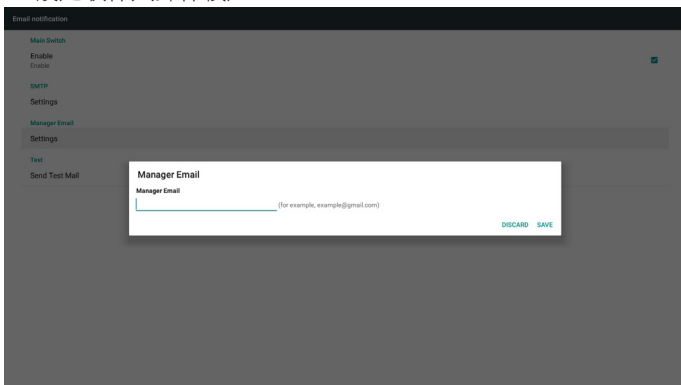 Email notification
Main Switch
Enable
Enable
SMTP
Settings
Manager Email
Settings
Test
Send Test Mail
Manager Email
Manager Email
(for example, example@gmail.com)
DISCARD SAVE